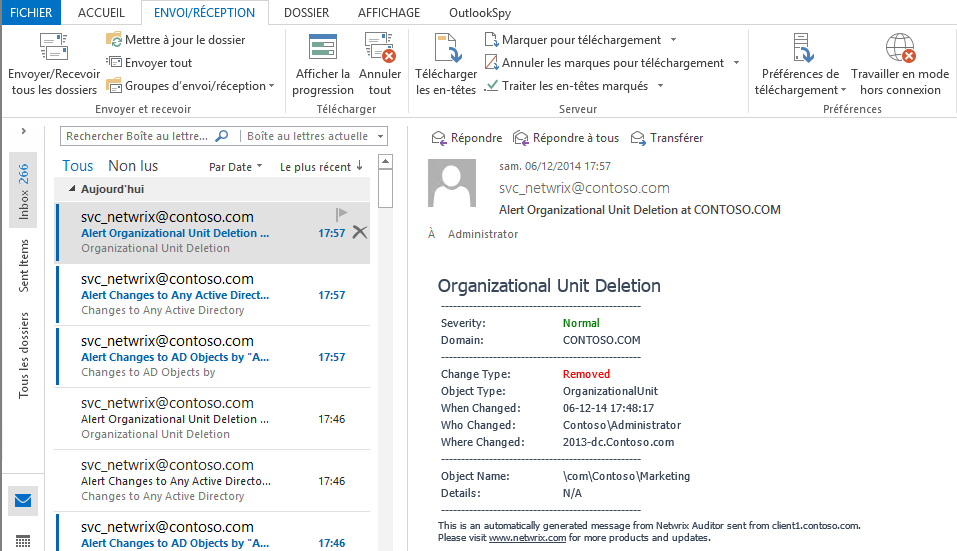 FICHIER ACCUEIL ENVOI/RÉCEPTION DOSSIER AFFICHAGE OutlookSpy
Envoyer/Recevoir
tous les dossiers
Mettre à jour le dossier
Envoyer tout
Groupes d'envoi/réception
Envoyer et recevoir
Afficher la
progression
Annuler
tout
Télécharger
Télécharger
les en-têtes
Marquer pour téléchargement
Annuler les marques pour téléchargement
Traiter les en-têtes marqués
Serveur
Préférences de
téléchargement
Travailler en mode
hors connexion
Préférences
Inbox 266
Sent Items
Tous les dossiers
Rechercher Boîte au lettre... Boîte au lettres actuelle
Tous Non lus Par Date Le plus récent
Aujourd'hui
svc_netwrix@contoso.com
Alert Organizational Unit Deletion ... 17:57
Organizational Unit Deletion
svc_netwrix@contoso.com
Alert Changes to Any Active Direct... 17:57
Changes to Any Active Directory
svc_netwrix@contoso.com
Alert Changes to AD Objects by "A... 17:57
Changes to AD Objects by
svc_netwrix@contoso.com
Alert Organizational Unit Deletion ... 17:46
Organizational Unit Deletion
svc_netwrix@contoso.com
Alert Changes to Any Active Directo... 17:46
Changes to Any Active Directory
svc_netwrix@contoso.com
Alert Changes to AD Objects by "A... 17:46
Répondre Répondre à tous Transférer
sam. 06/12/2014 17:57
svc_netwrix@contoso.com
Alert Organizational Unit Deletion at CONTOSO.COM
À Administrator
Organizational Unit Deletion
--------------------------------------------------
Severity: Normal
Domain: CONTOSO.COM
--------------------------------------------------
Change Type: Removed
Object Type: OrganizationalUnit
When Changed: 06-12-14 17:48:17
Who Changed: Contoso\Administrator
Where Changed: 2013-dc.Contoso.com
--------------------------------------------------
Object Name: \com\Contoso\Marketing
Details: N/A
--------------------------------------------------
This is an automatically generated message from Netwrix Auditor sent from client1.contoso.com.
Please visit www.netwrix.com for more products and updates.